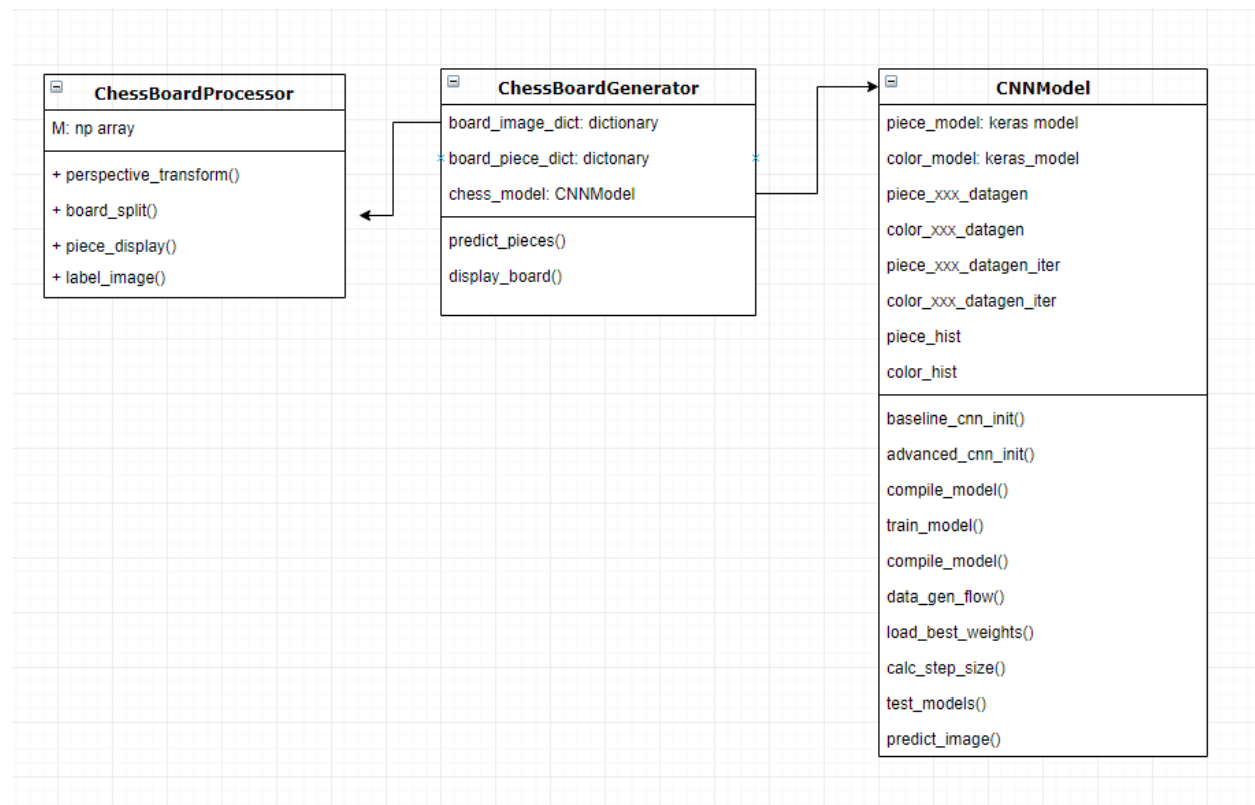 ChessBoardProcessor
M: np array
+ perspective_transform()
+ board_split()
+ piece_display()
+ label_image()
ChessBoardGenerator
board_image_dict: dictionary
board_piece_dict: dictonary
chess_model: CNNModel
predict_pieces()
display_board()
CNNModel
piece_model: keras model
color_model: keras_model
piece_xxx_datagen
color_xxx_datagen
piece_xxx_datagen_iter
color_xxx_datagen_iter
piece_hist
color_hist
baseline_cnn_init()
advanced_cnn_init()
compile_model()
train_model()
compile_model()
data_gen_flow()
load_best_weights()
calc_step_size()
test_models()
predict_image()